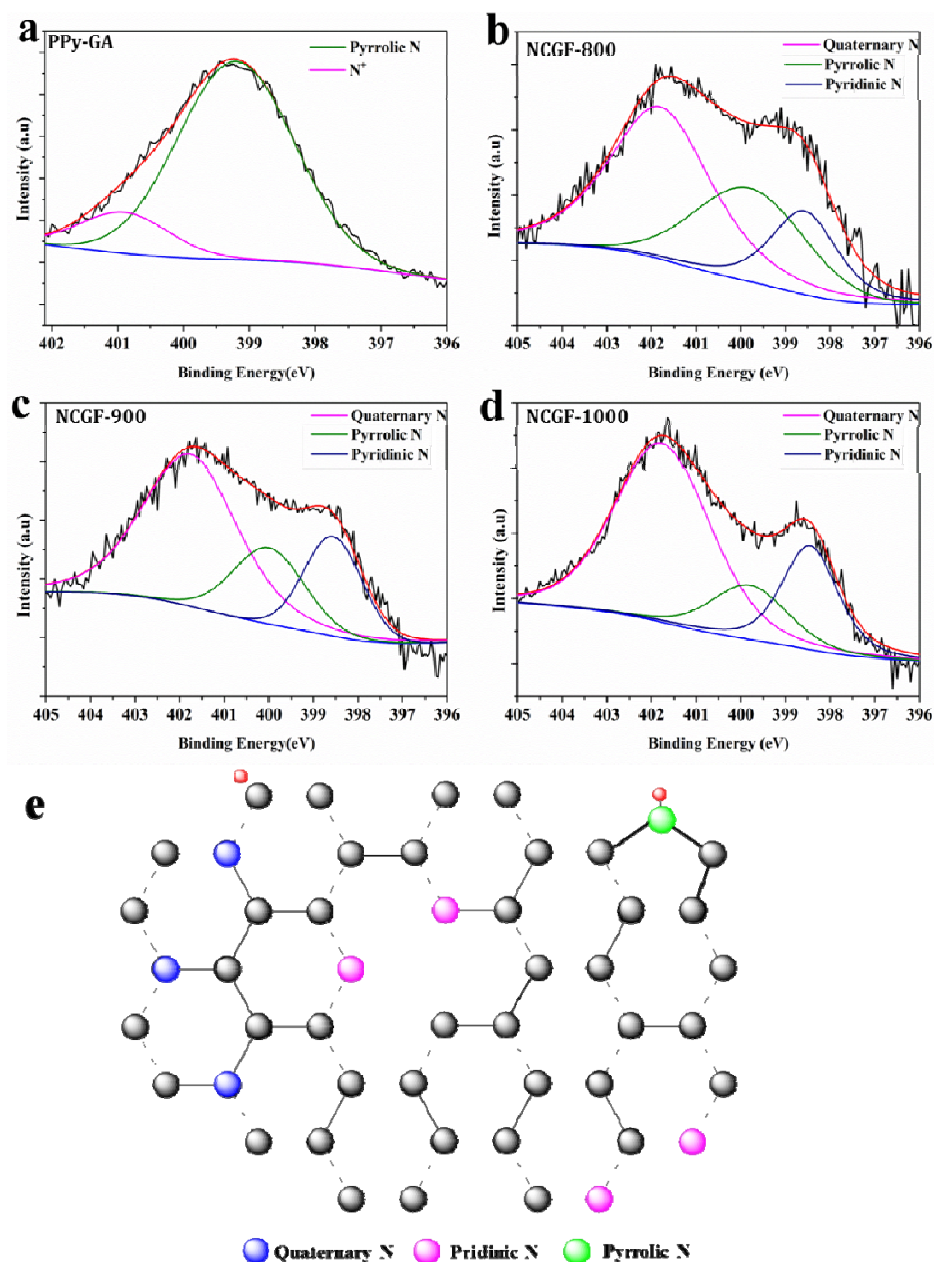 a
PPy-GA
Pyrrolic N
N+
Intensity (a.u)
402 401 400 399 398 397 396
Binding Energy(eV)
b
NCGF-800
Quaternary N
Pyrrolic N
Pyridinic N
Intensity (a.u)
405 404 403 402 401 400 399 398 397 396
Binding Energy (eV)
c
NCGF-900
Quaternary N
Pyrrolic N
Pyridinic N
Intensity (a.u)
405 404 403 402 401 400 399 398 397 396
Binding Energy(eV)
d
NCGF-1000
Quaternary N
Pyrrolic N
Pyridinic N
Intensity (a.u)
405 404 403 402 401 400 399 398 397 396
Binding Energy (eV)
e
Quaternary N Pridinic N Pyrrolic N